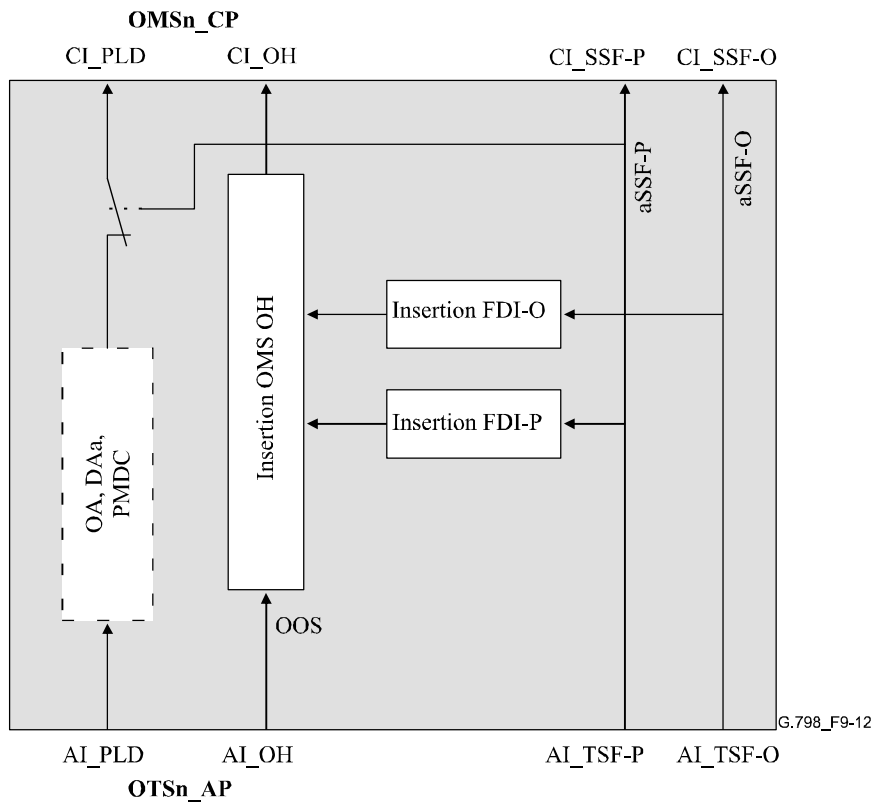 OMSn_CP
CI_PLD
CI_OH
CI_SSF-P
CI_SSF-O
aSSF-P
aSSF-O
Insertion FDI-O
Insertion OMS OH
Insertion FDI-P
OA, DAa,
PMDC
OOS
G.798_F9-12
AI_PLD
AI_OH
AI_TSF-P
AI_TSF-O
OTSn_AP